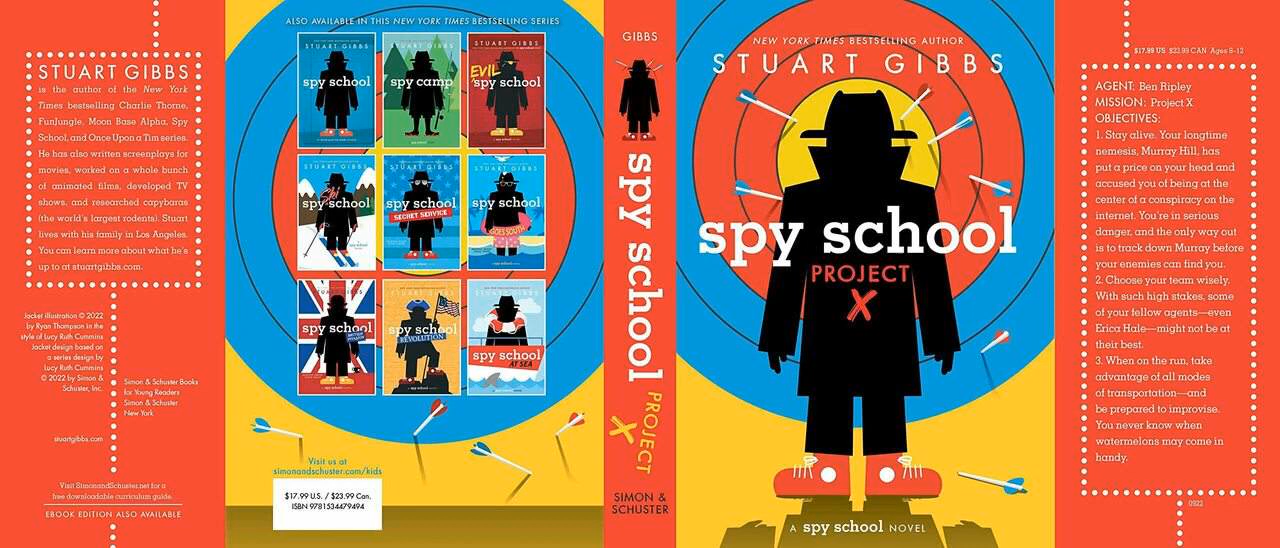 STUART GIBBS
is the author of the New York
Times bestselling Charlie Thorne,
FunJungle, Moon Base Alpha, Spy
School, and Once Upon a Tim series.
He has also written screenplays for
movies, worked on a whole bunch
of animated films, developed TV
shows, and researched capybaras
(the world's largest rodents). Stuart
lives with his family in Los Angeles.
You can learn more about what he's
up to at stuartgibbs.com.
Jacket illustration © 2022
by Ryan Thompson in the
style of Lucy Ruth Cummins
Jacket design based on
a series design by
Lucy Ruth Cummins
© 2022 by Simon &
Schuster, Inc.
Simon & Schuster Books
for Young Readers
Simon & Schuster
New York
stuartgibbs.com
Visit SimonandSchuster.net for a
free downloadable curriculum guide.
EBOOK EDITION ALSO AVAILABLE
ALSO AVAILABLE IN THIS NEW YORK TIMES BESTSELLING SERIES
STUART GIBBS
spy school
STUART GIBBS
spy camp
STUART GIBBS
EVIL
spy school
STUART GIBBS
Ski
spy school
STUART GIBBS
spy school
SECRET SERVICE
STUART GIBBS
spy school
GOES SOUTH
STUART GIBBS
spy school
BRITISH
INVASION
STUART GIBBS
spy school
REVOLUTION
STUART GIBBS
spy school
AT SEA
Visit us at
simonandschuster.com/kids
$17.99 U.S. / $23.99 Can.
ISBN 9781534479494
GIBBS
spy school
PROJECT
X
SIMON &
SCHUSTER
NEW YORK TIMES BESTSELLING AUTHOR
STUART GIBBS
spy school
PROJECT
X
A spy school NOVEL
$17.99 US $23.99 CAN Ages 8–12
AGENT: Ben Ripley
MISSION: Project X
OBJECTIVES:
1. Stay alive. Your longtime
nemesis, Murray Hill, has
put a price on your head and
accused you of being at the
center of a conspiracy on the
internet. You're in serious
danger, and the only way out
is to track down Murray before
your enemies can find you.
2. Choose your team wisely.
With such high stakes, some
of your fellow agents—even
Erica Hale—might not be at
their best.
3. When on the run, take
advantage of all modes
of transportation—and
be prepared to improvise.
You never know when
watermelons may come in
handy.
0922